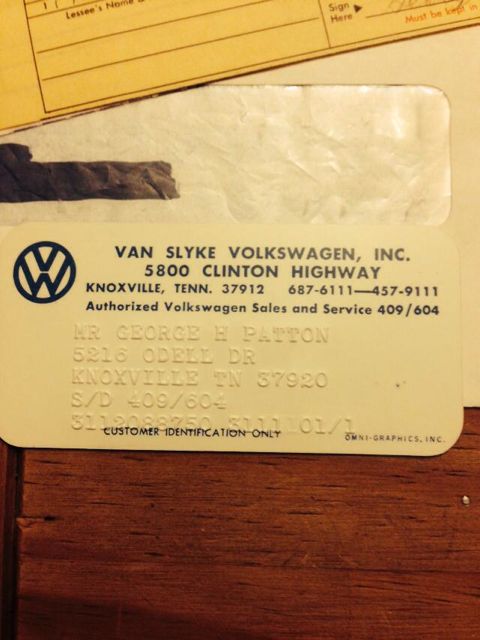 Lessee's Name
Sign
Here
Must be kept in
VAN SLYKE VOLKSWAGEN, INC.
5800 CLINTON HIGHWAY
KNOXVILLE, TENN. 37912 687-6111—457-9111
Authorized Volkswagen Sales and Service 409/604
MR GEORGE H PATTON
5216 ODELL DR
KNOXVILLE TN 37920
S/D 409/604
CUSTOMER IDENTIFICATION ONLY
OMNI-GRAPHICS, INC.